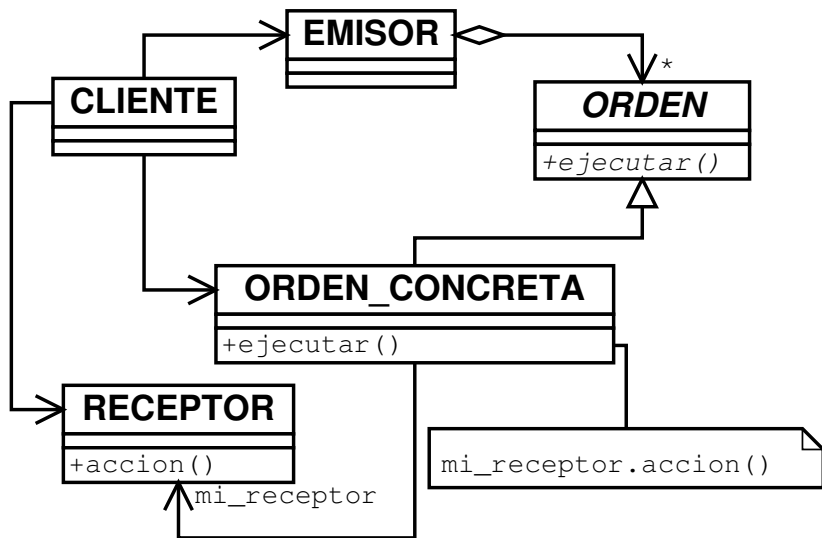 EMISOR
CLIENTE
*
ORDEN
+ejecutar()
ORDEN_CONCRETA
+ejecutar()
RECEPTOR
+accion()
mi_receptor
mi_receptor.accion()